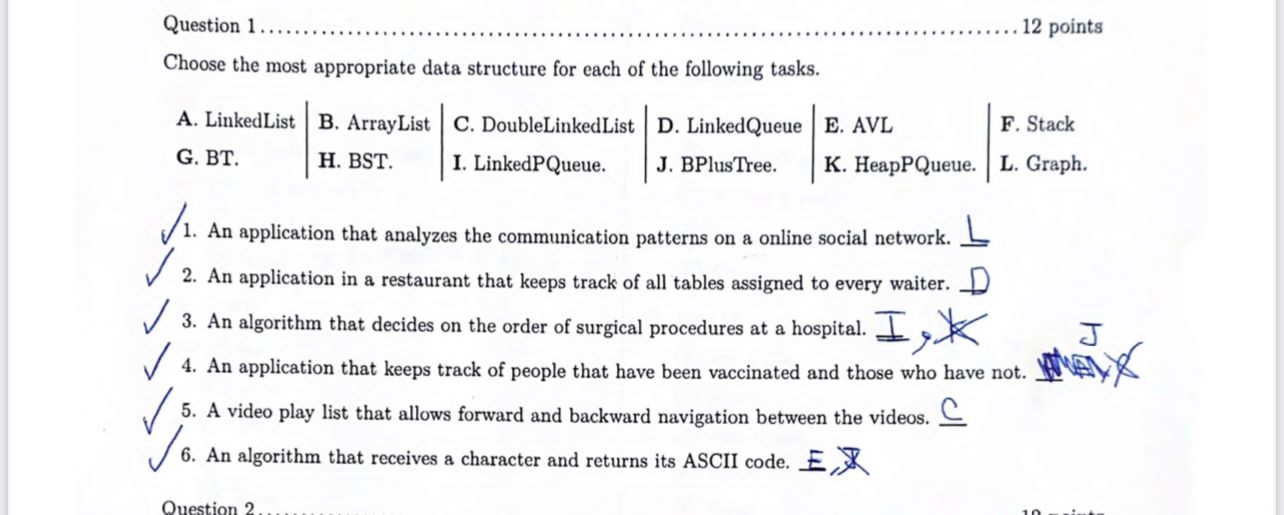 Question 1 ........................................ 12 points
Choose the most appropriate data structure for each of the following tasks.
A. LinkedList B. ArrayList C. DoubleLinkedList D. LinkedQueue E. AVL F. Stack
G. BT. H. BST. I. LinkedPQueue. J. BPlusTree. K. HeapPQueue. L. Graph.
1. An application that analyzes the communication patterns on a online social network. L
2. An application in a restaurant that keeps track of all tables assigned to every waiter. D
3. An algorithm that decides on the order of surgical procedures at a hospital. I,
J
4. An application that keeps track of people that have been vaccinated and those who have not.
5. A video play list that allows forward and backward navigation between the videos. C
6. An algorithm that receives a character and returns its ASCII code. E,
Question 2